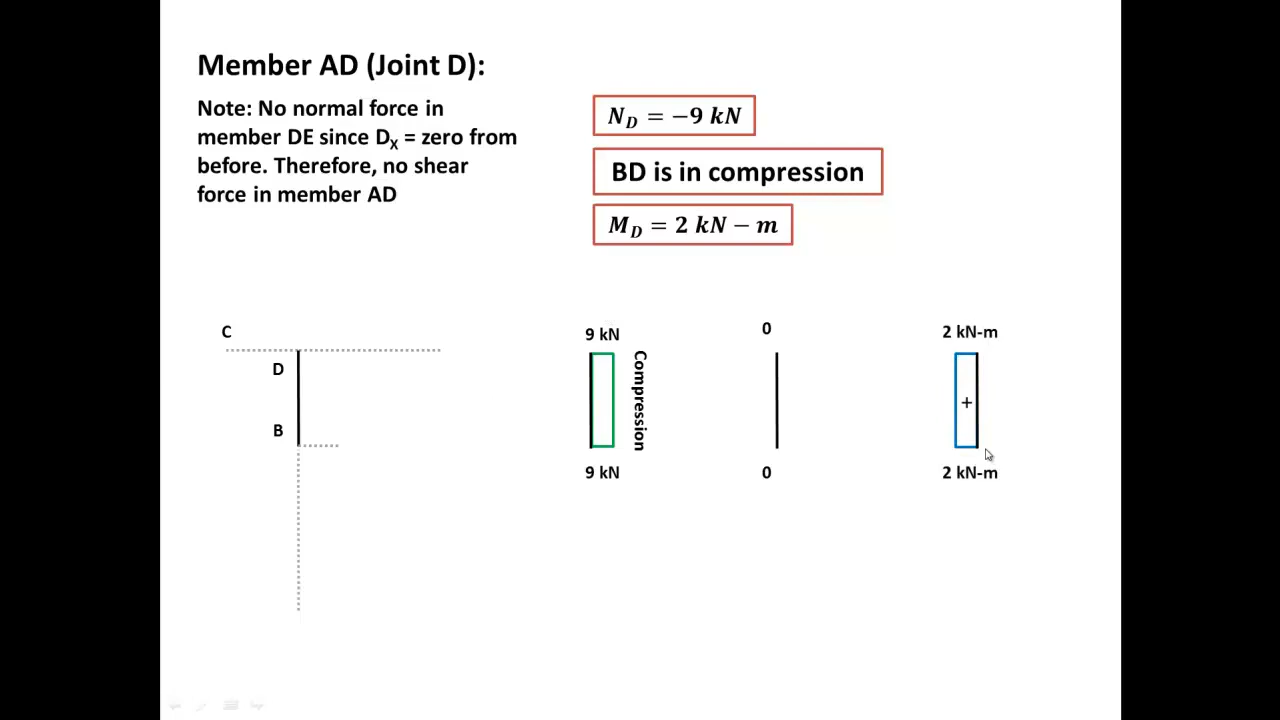 Member AD (Joint D):
Note: No normal force in
member DE since Dₓ = zero from
before. Therefore, no shear
force in member AD
N_D = −9 kN
BD is in compression
M_D = 2 kN − m
C
D
B
9 kN
Compression
9 kN
0
0
2 kN-m
+
2 kN-m